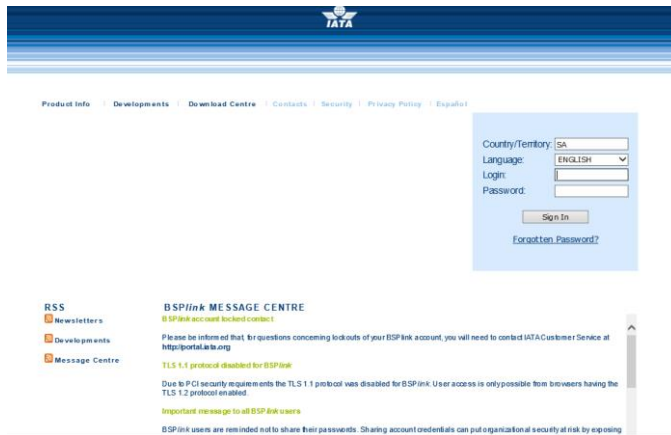 IATA
Product Info | Developments | Download Centre | Contacts | Security | Privacy Policy | Español
Country/Territory: SA
Language: ENGLISH
Login:
Password:
Sign In
Forgotten Password?
RSS
Newsletters
Developments
Message Centre
BSPlink MESSAGE CENTRE
BSPlink account locked contact
Please be informed that, for questions concerning lockouts of your BSPlink account, you will need to contact IATA Customer Service at
http://portal.iata.org
TLS 1.1 protocol disabled for BSPlink
Due to PCI security requirements the TLS 1.1 protocol was disabled for BSPlink. User access is only possible from browsers having the
TLS 1.2 protocol enabled.
Important message to all BSPlink users
BSPlink users are reminded not to share their passwords. Sharing account credentials can put organizational security at risk by exposing